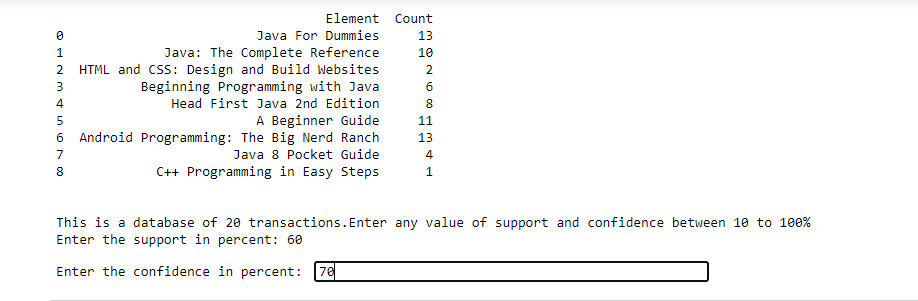 Element Count
0 Java For Dummies 13
1 Java: The Complete Reference 10
2 HTML and CSS: Design and Build Websites 2
3 Beginning Programming with Java 6
4 Head First Java 2nd Edition 8
5 A Beginner Guide 11
6 Android Programming: The Big Nerd Ranch 13
7 Java 8 Pocket Guide 4
8 C++ Programming in Easy Steps 1
This is a database of 20 transactions.Enter any value of support and confidence between 10 to 100%
Enter the support in percent: 60
Enter the confidence in percent: 70